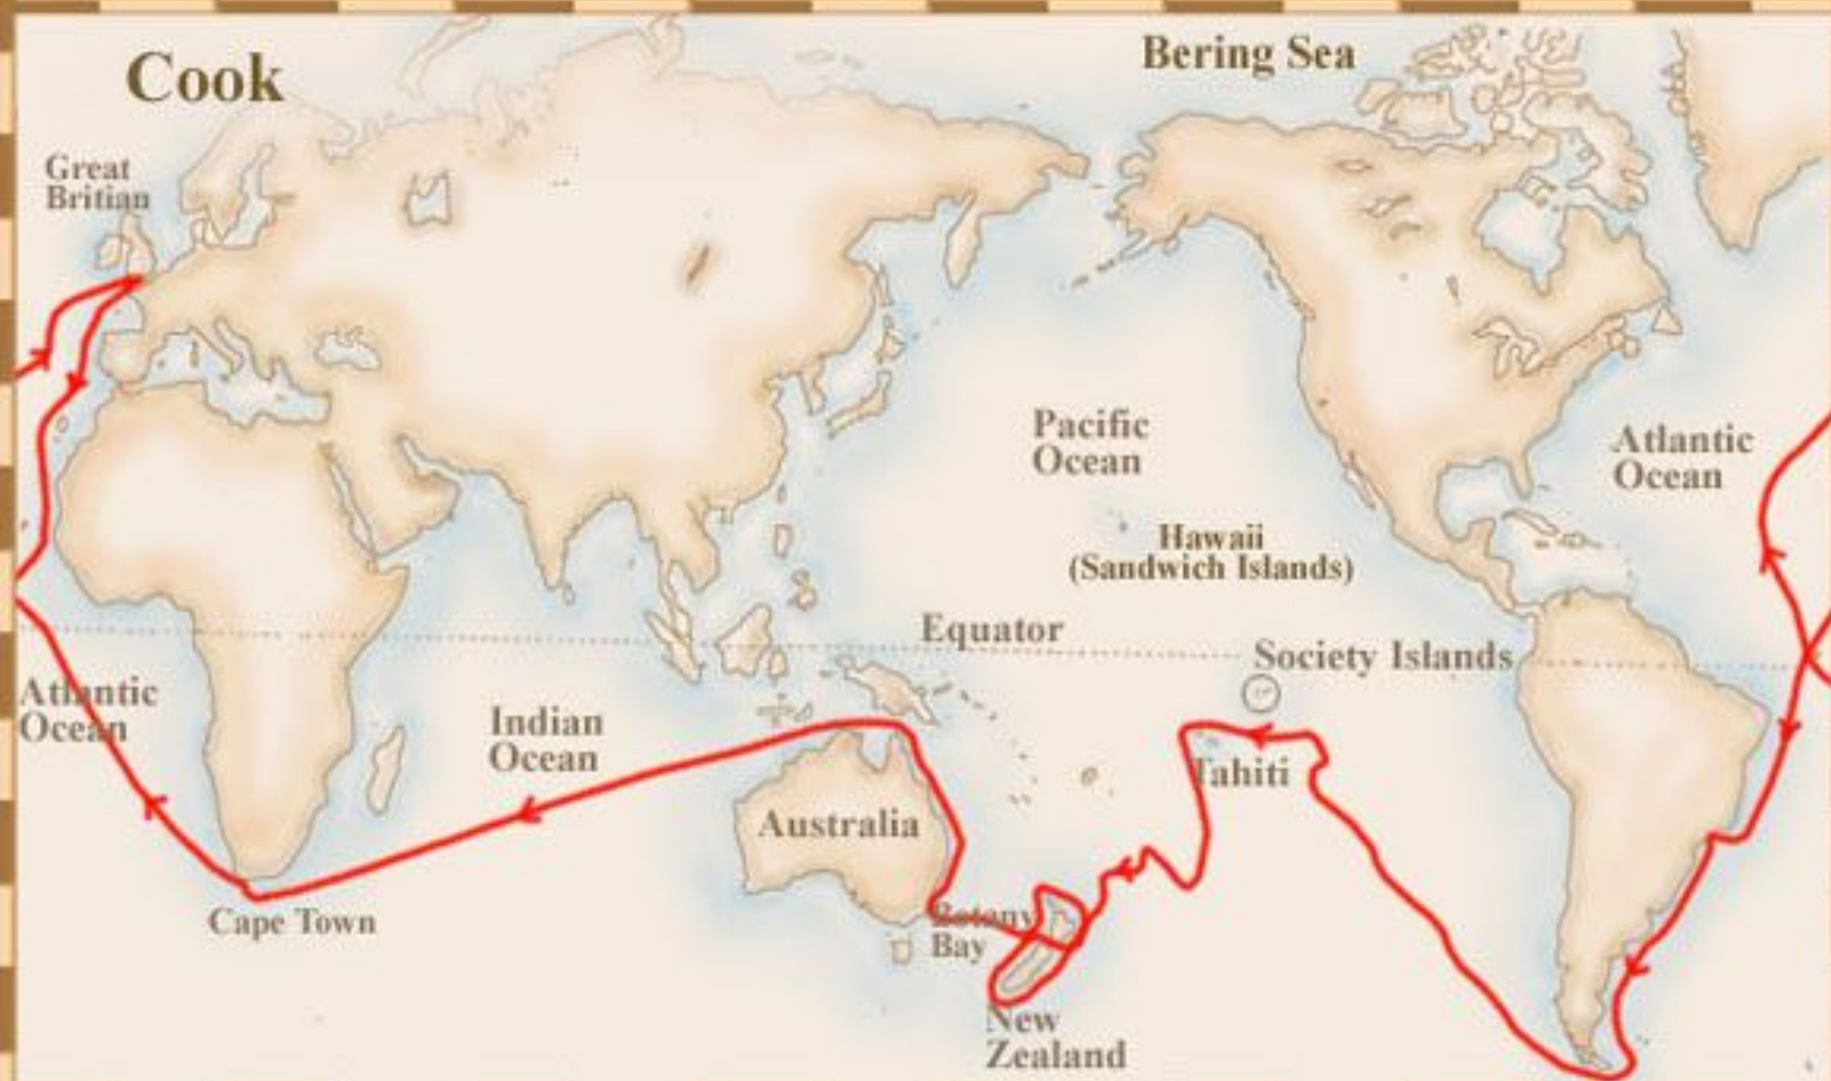 Cook
Bering Sea
Great
Britian
Pacific
Ocean
Atlantic
Ocean
Hawaii
(Sandwich Islands)
Equator
Society Islands
Atlantic
Ocean
Indian
Ocean
Tahiti
Australia
Cape Town
Botany
Bay
New
Zealand